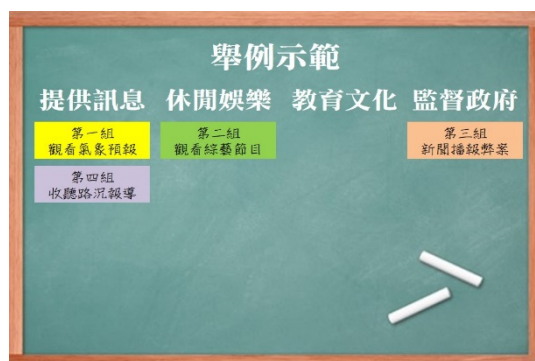 舉例示範
提供訊息 休閒娛樂 教育文化 監督政府
第一組
觀看氣象預報
第二組
觀看綜藝節目
第三組
新聞播報弊案
第四組
收聽路況報導